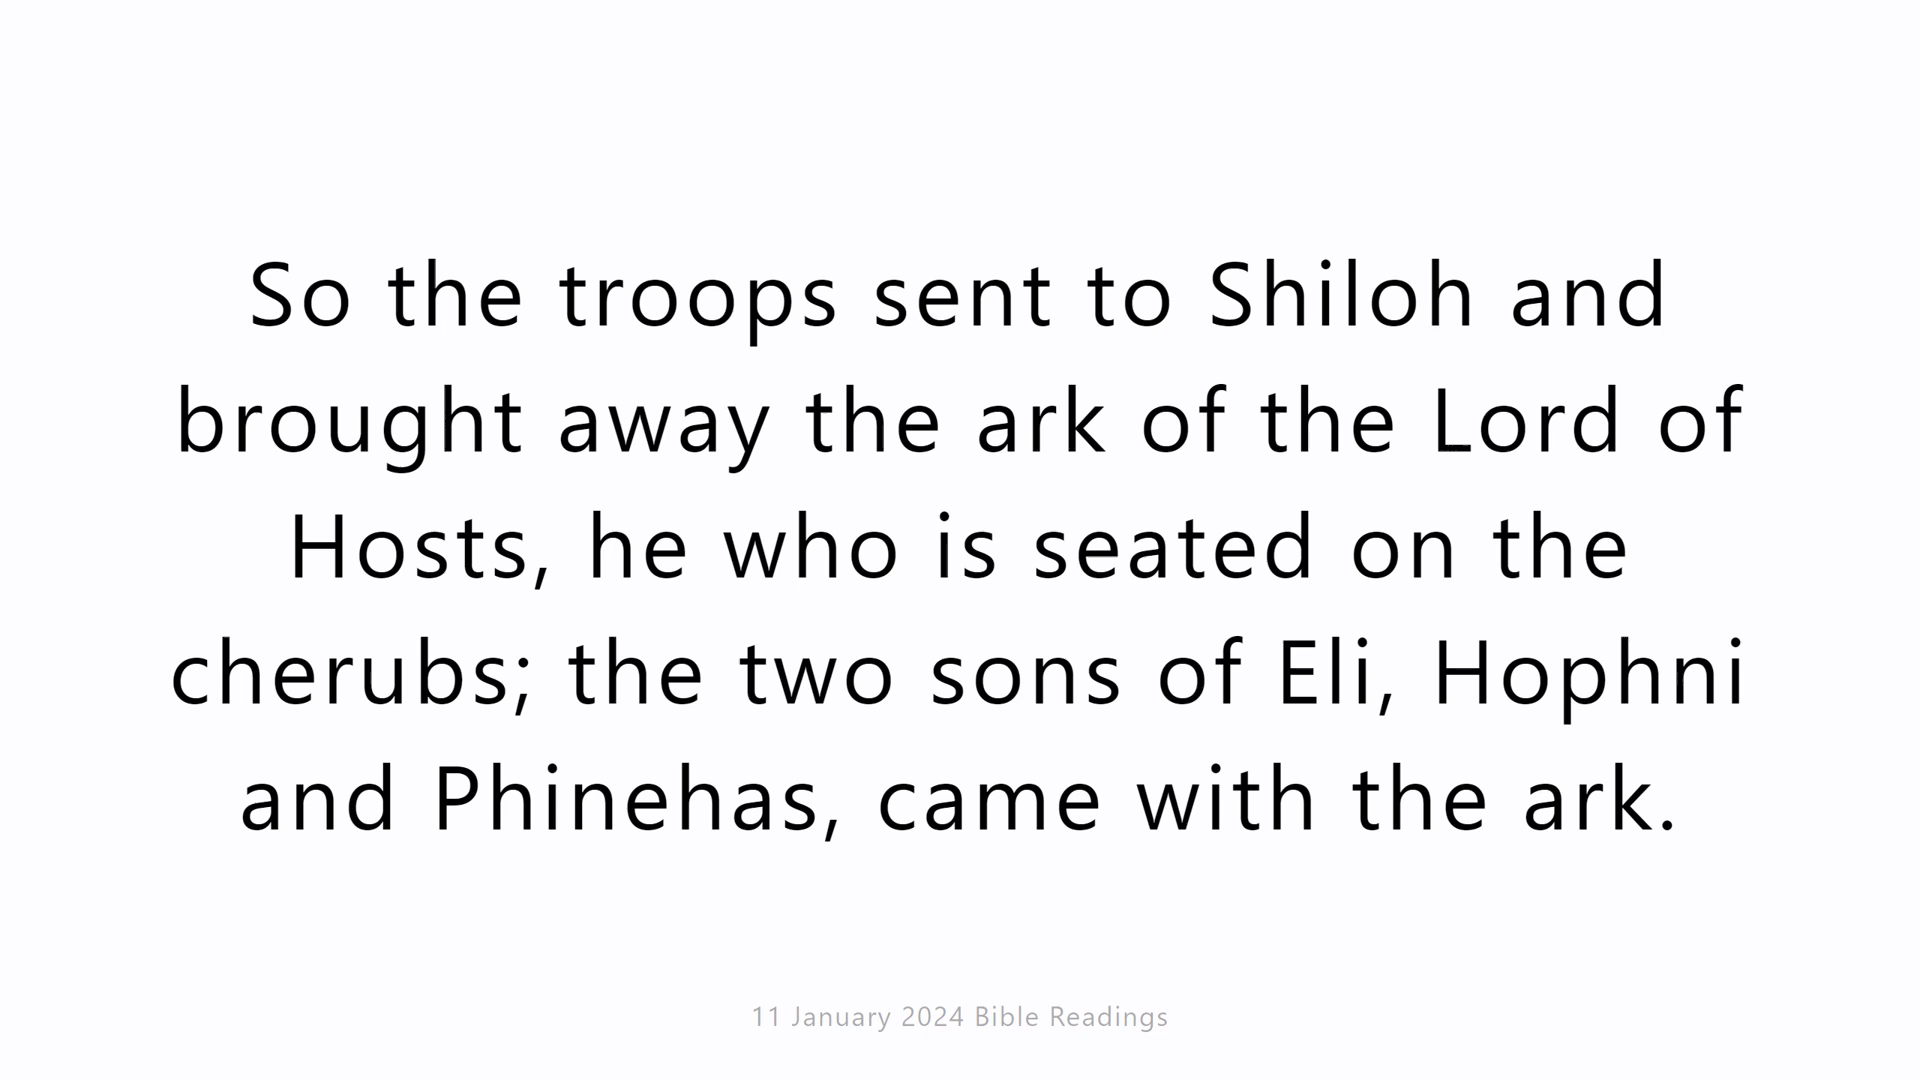 So the troops sent to Shiloh and
brought away the ark of the Lord of
Hosts, he who is seated on the
cherubs; the two sons of Eli, Hophni
and Phinehas, came with the ark.
11 January 2024 Bible Readings